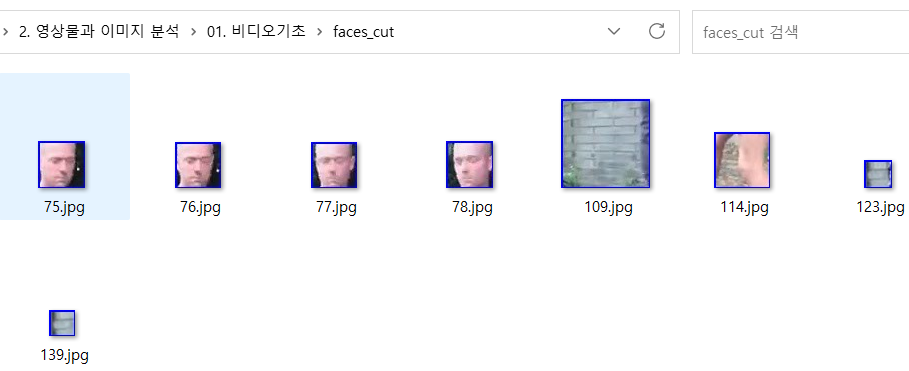 › 2. 영상물과 이미지 분석 › 01. 비디오기초 › faces_cut
faces_cut 검색
75.jpg 76.jpg 77.jpg 78.jpg 109.jpg 114.jpg 123.jpg
139.jpg